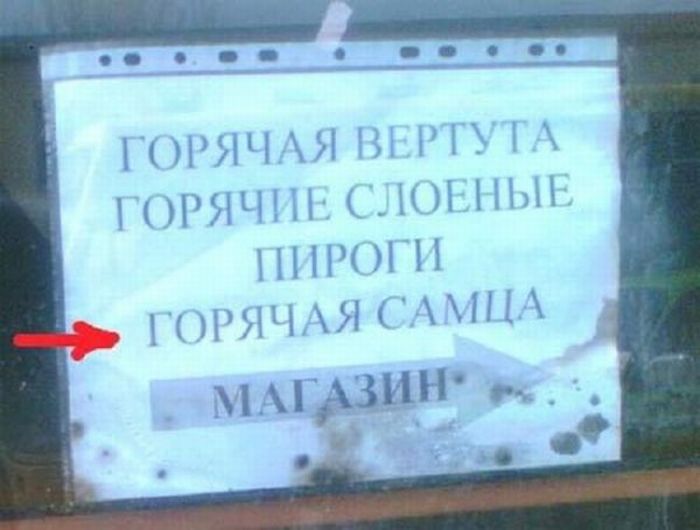 ГОРЯЧАЯ ВЕРТУТА
ГОРЯЧИЕ СЛОЕНЫЕ
ПИРОГИ
ГОРЯЧАЯ САМЦА
МАГАЗИН